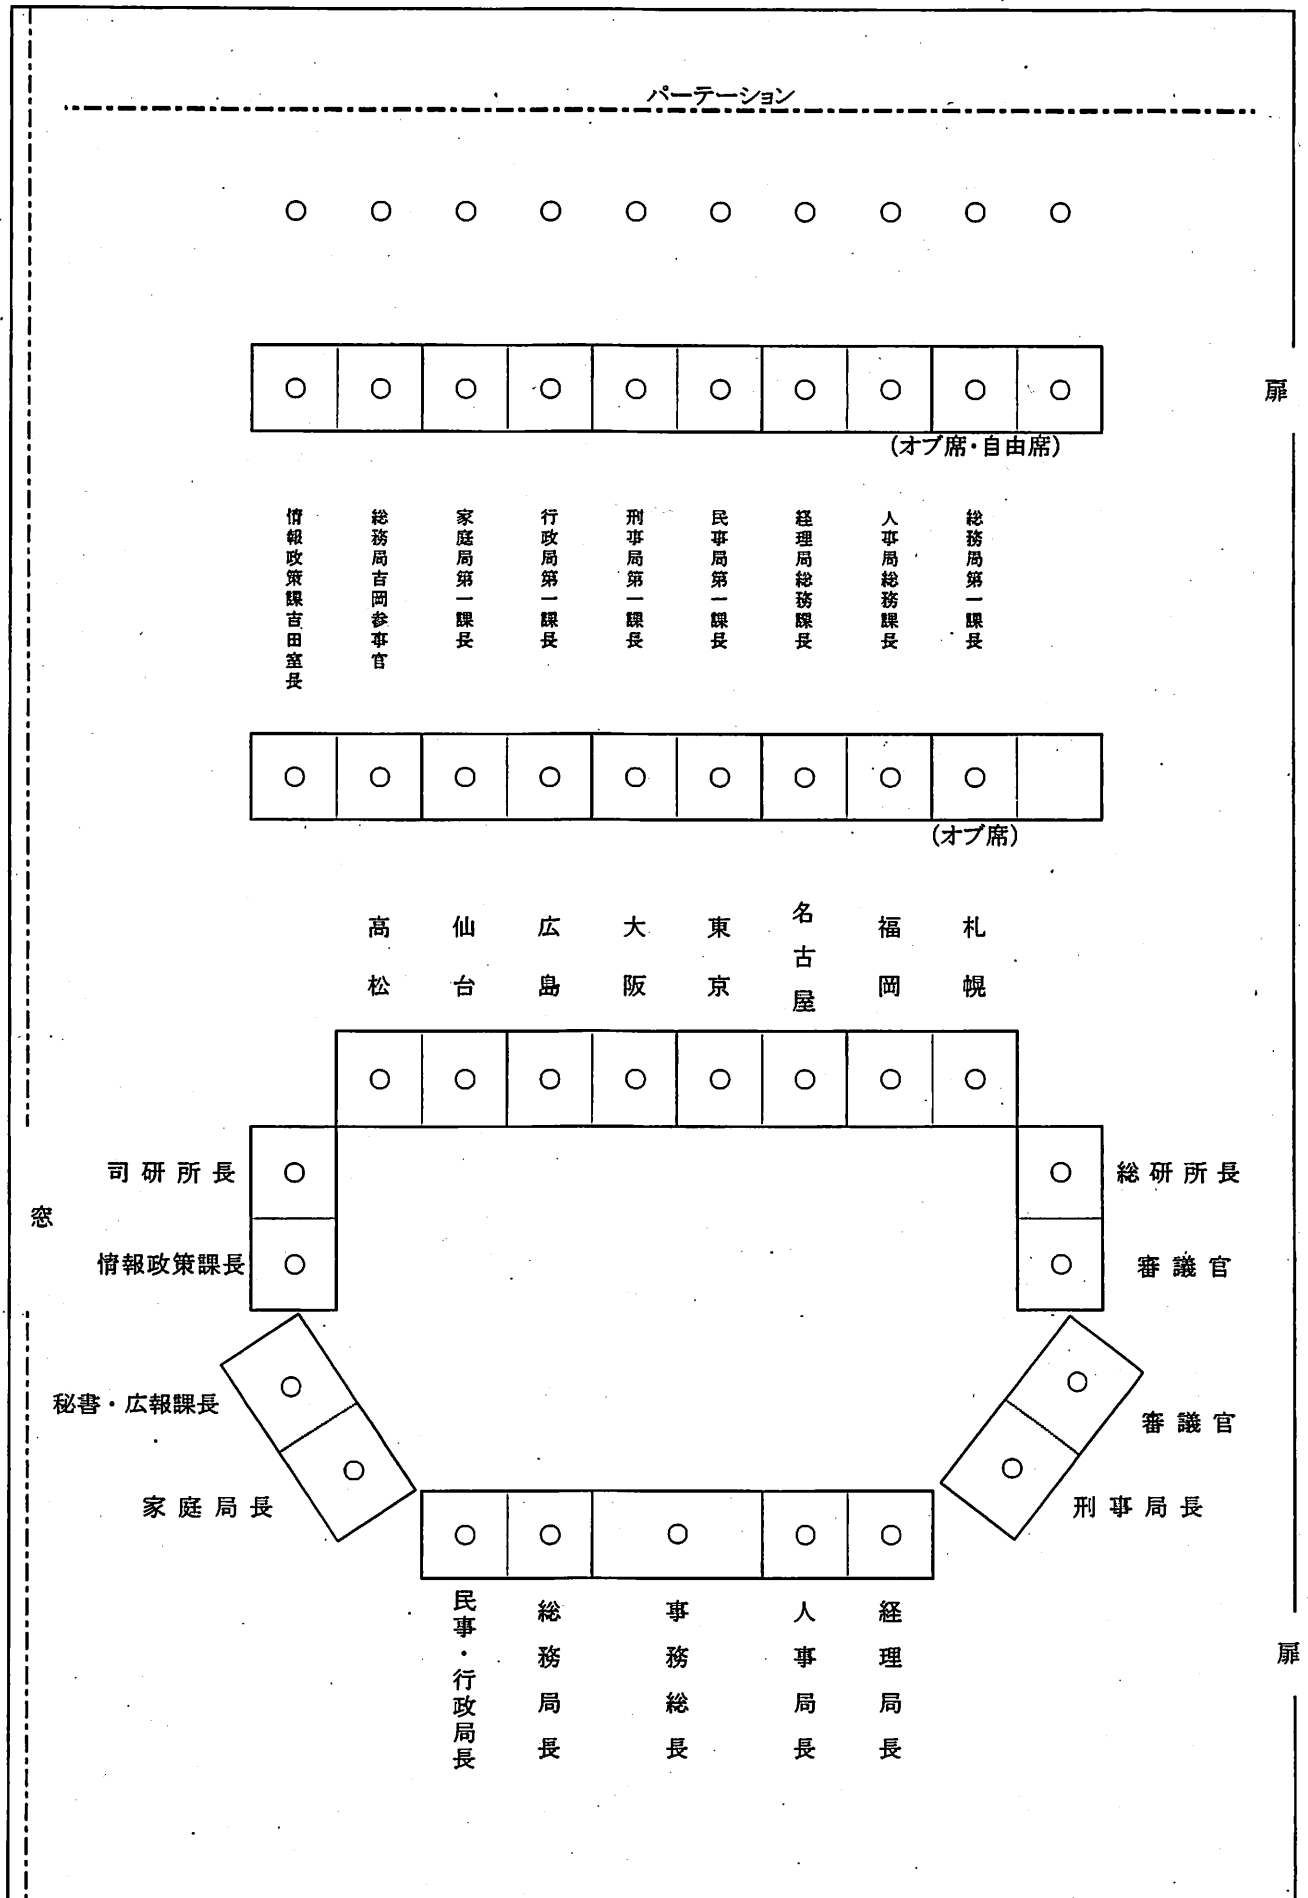 パーテーション
扉
(オブ席・自由席)
情報政策課吉田室長
総務局吉岡参事官
家庭局第一課長
行政局第一課長
刑事局第一課長
民事局第一課長
経理局総務課長
人事局総務課長
総務局第一課長
(オブ席)
高松
仙台
広島
大阪
東京
名古屋
福岡
札幌
司研所長
総研所長
窓
情報政策課長
審議官
秘書・広報課長
審議官
家庭局長
刑事局長
民事・行政局長
総務局長
事務総長
人事局長
経理局長
扉